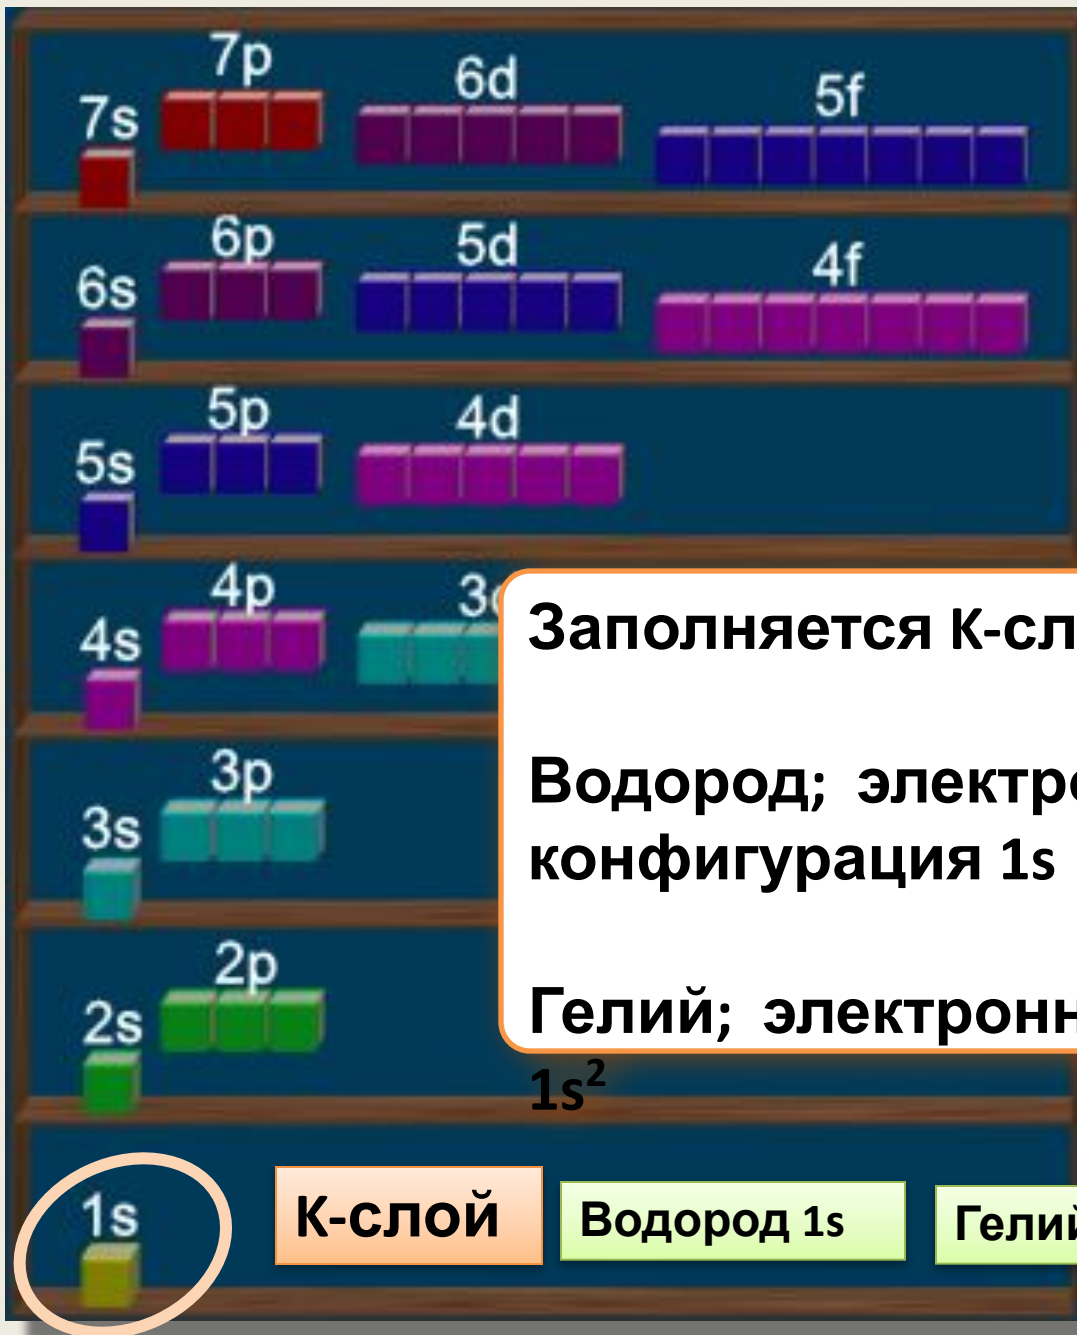 7p
6d
5f
7s
6p
5d
4f
6s
5p
4d
5s
4p
4s
3p
3s
2p
2s
1s
Заполняется К-сл
Водород; электро
конфигурация 1s
Гелий; электронн
1s²
К-слой
Водород 1s
Гелий